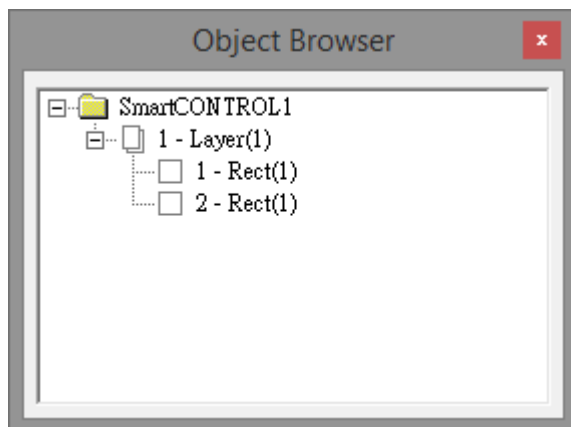 Object Browser
x
SmartCONTROL1
1 - Layer(1)
1 - Rect(1)
2 - Rect(1)